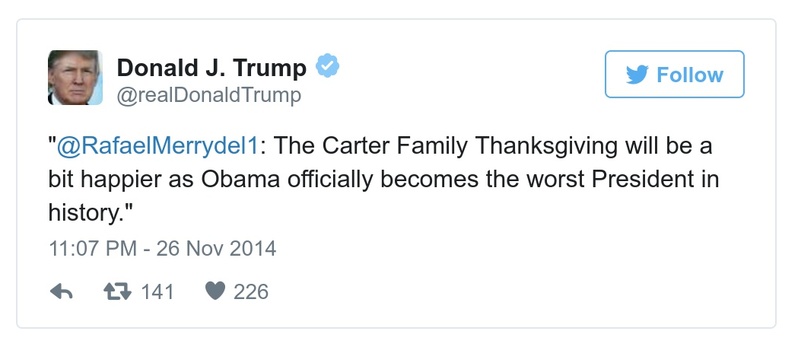 Donald J. Trump
@realDonaldTrump
Follow
"@RafaelMerrydel1: The Carter Family Thanksgiving will be a
bit happier as Obama officially becomes the worst President in
history."
11:07 PM - 26 Nov 2014
141 226